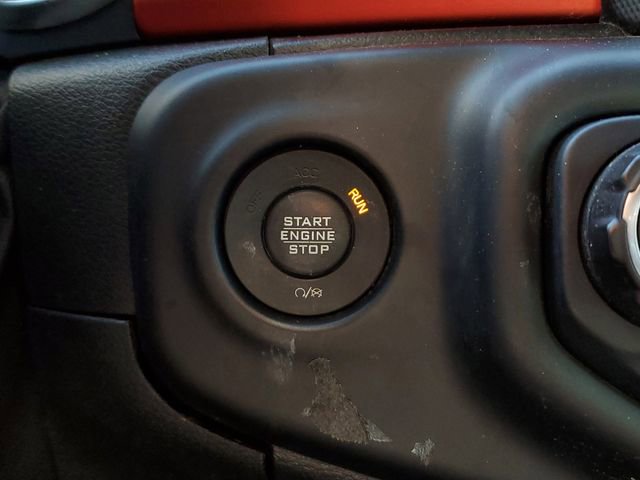 OFF
ACC
RUN
START
ENGINE
STOP